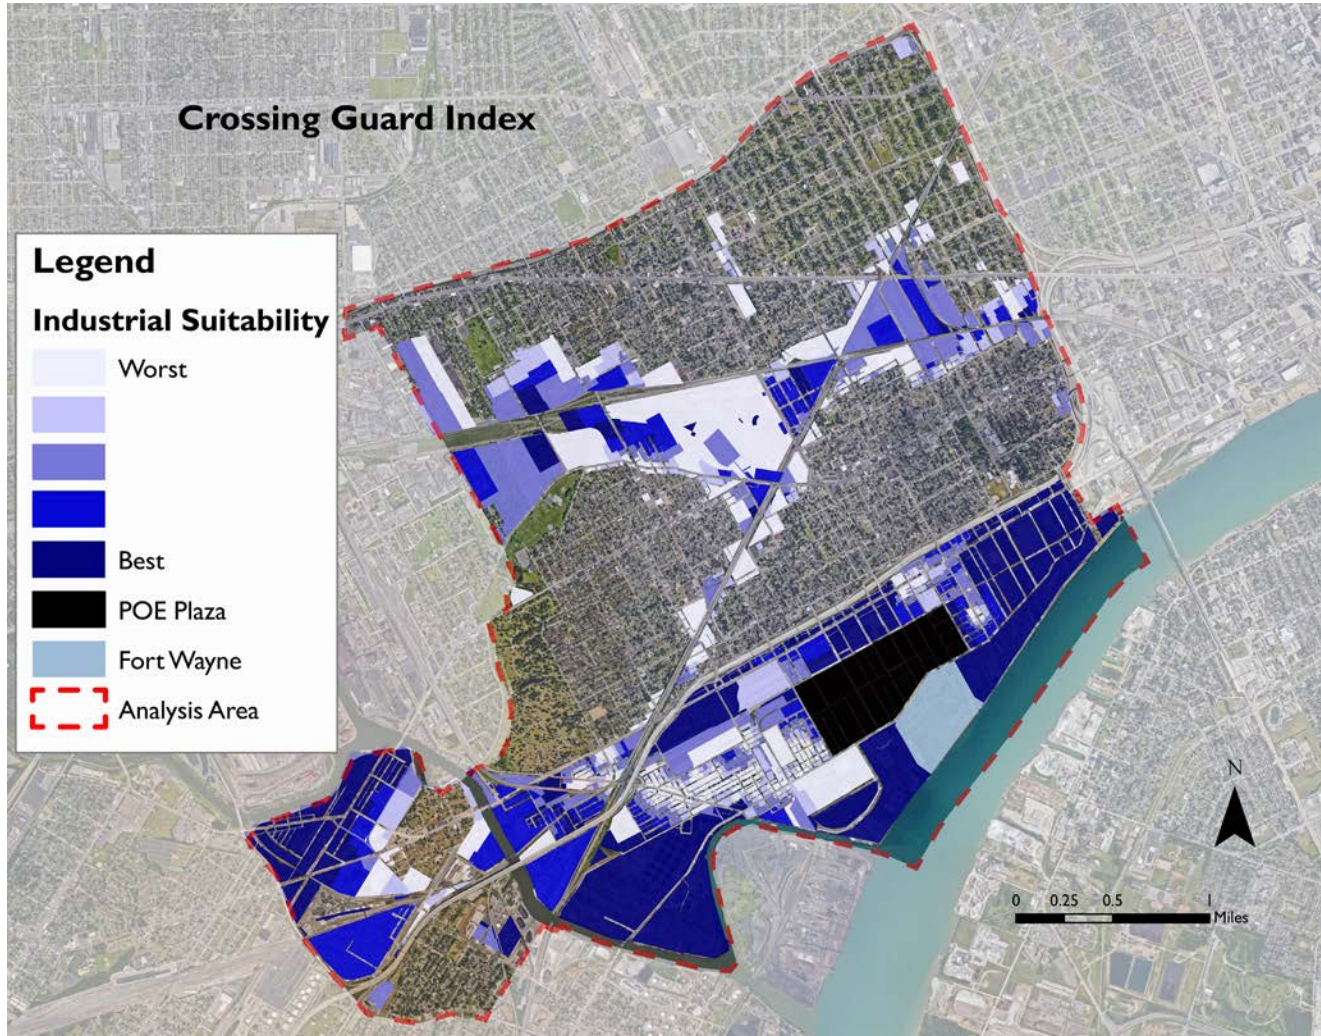 Crossing Guard Index
Legend
Industrial Suitability
Worst
Best
POE Plaza
Fort Wayne
Analysis Area
N
0 0.25 0.5 1
Miles